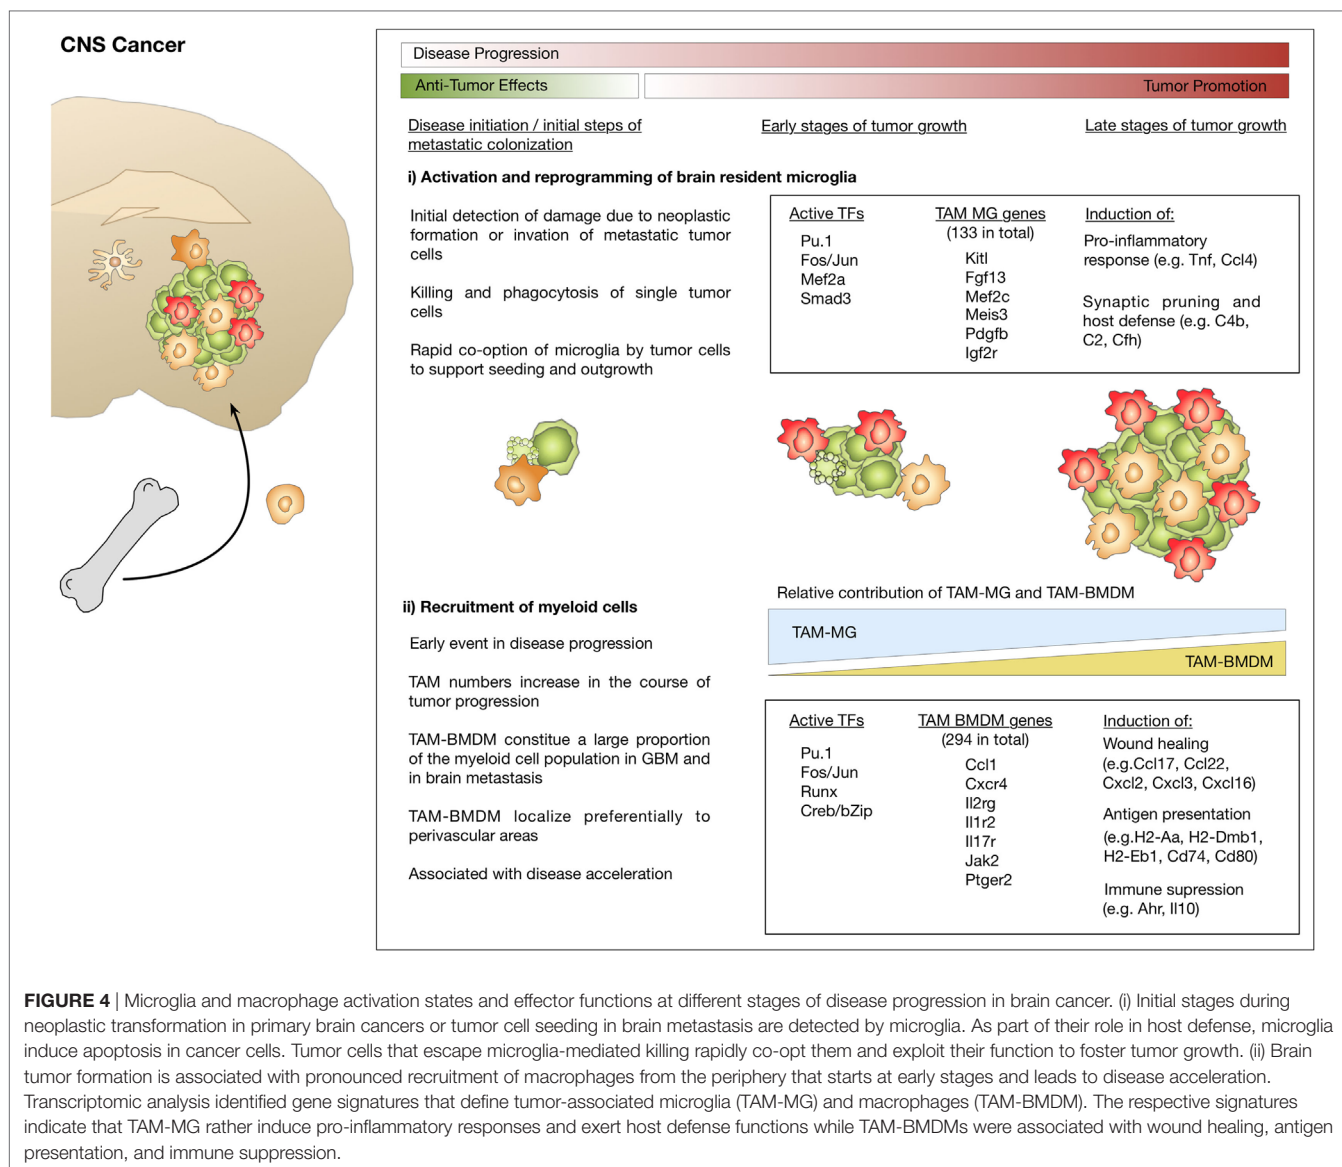 CNS Cancer
Disease Progression
Anti-Tumor Effects
Tumor Promotion
Disease initiation / initial steps of
metastatic colonization
Early stages of tumor growth
Late stages of tumor growth
i) Activation and reprogramming of brain resident microglia
Initial detection of damage due to neoplastic
formation or invation of metastatic tumor
cells
Killing and phagocytosis of single tumor
cells
Rapid co-option of microglia by tumor cells
to support seeding and outgrowth
Active TFs
Pu.1
Fos/Jun
Mef2a
Smad3
TAM MG genes
(133 in total)
Kitl
Fgf13
Mef2c
Meis3
Pdgfb
Igf2r
Induction of:
Pro-inflammatory
response (e.g. Tnf, Ccl4)
Synaptic pruning and
host defense (e.g. C4b,
C2, Cfh)
ii) Recruitment of myeloid cells
Early event in disease progression
TAM numbers increase in the course of
tumor progression
TAM-BMDM constitue a large proportion
of the myeloid cell population in GBM and
in brain metastasis
TAM-BMDM localize preferentially to
perivascular areas
Associated with disease acceleration
Relative contribution of TAM-MG and TAM-BMDM
TAM-MG
TAM-BMDM
Active TFs
Pu.1
Fos/Jun
Runx
Creb/bZip
TAM BMDM genes
(294 in total)
Ccl1
Cxcr4
Il2rg
Il1r2
Il17r
Jak2
Ptger2
Induction of:
Wound healing
(e.g.Ccl17, Ccl22,
Cxcl2, Cxcl3, Cxcl16)
Antigen presentation
(e.g.H2-Aa, H2-Dmb1,
H2-Eb1, Cd74, Cd80)
Immune supression
(e.g. Ahr, Il10)
FIGURE 4 | Microglia and macrophage activation states and effector functions at different stages of disease progression in brain cancer. (i) Initial stages during
neoplastic transformation in primary brain cancers or tumor cell seeding in brain metastasis are detected by microglia. As part of their role in host defense, microglia
induce apoptosis in cancer cells. Tumor cells that escape microglia-mediated killing rapidly co-opt them and exploit their function to foster tumor growth. (ii) Brain
tumor formation is associated with pronounced recruitment of macrophages from the periphery that starts at early stages and leads to disease acceleration.
Transcriptomic analysis identified gene signatures that define tumor-associated microglia (TAM-MG) and macrophages (TAM-BMDM). The respective signatures
indicate that TAM-MG rather induce pro-inflammatory responses and exert host defense functions while TAM-BMDMs were associated with wound healing, antigen
presentation, and immune suppression.